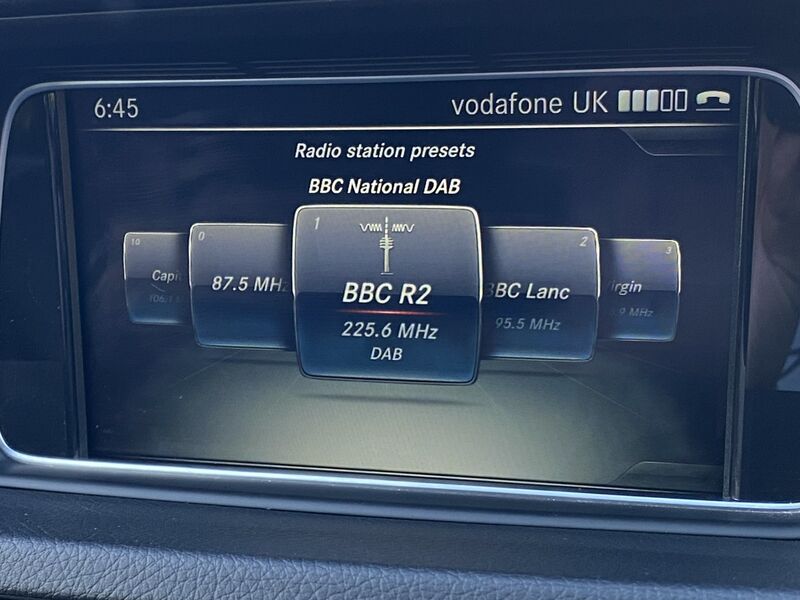 6:45
vodafone UK
Radio station presets
BBC National DAB
10
0
1
2
3
87.5 MHz
BBC R2
BBC Lanc
225.6 MHz
95.5 MHz
DAB